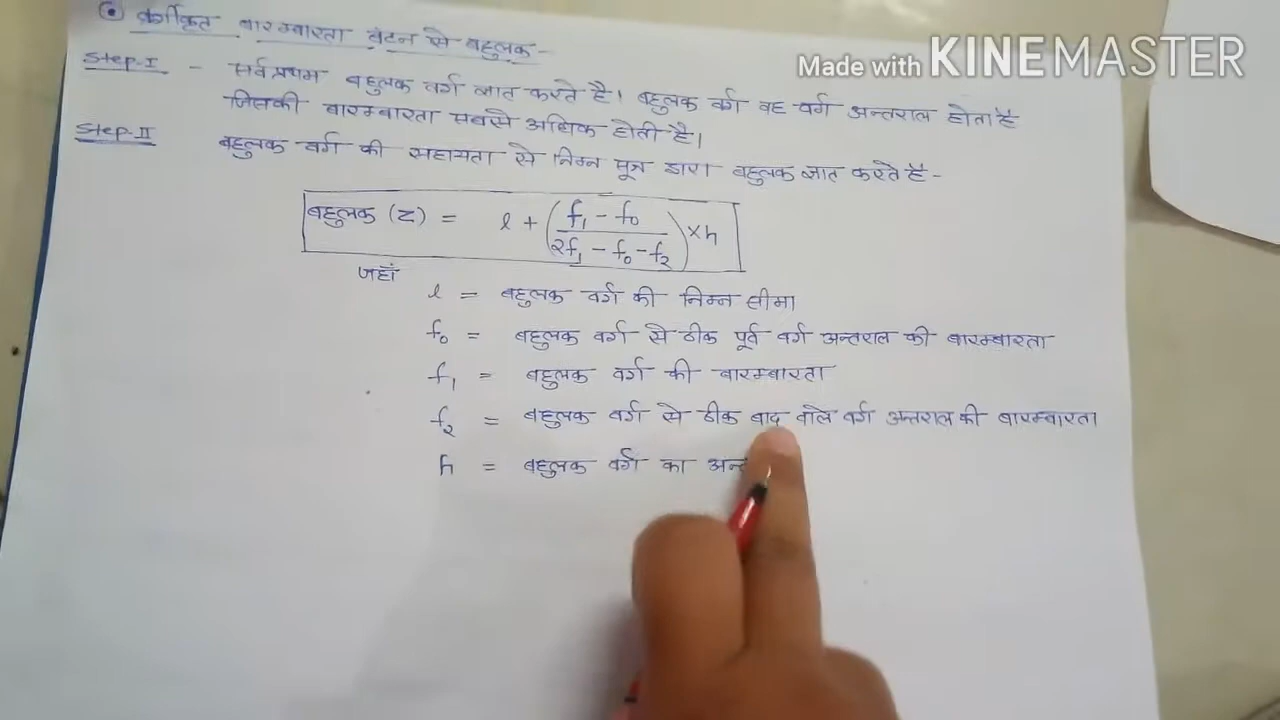 वर्गीकृत बारम्बारता बंटन से बहुलक -
Made with KINEMASTER
Step-I - सर्वप्रथम बहुलक वर्ग ज्ञात करते है। बहुलक वर्ग वह वर्ग अन्तराल होता है
जिसकी बारम्बारता सबसे अधिक होती है।
Step-II बहुलक वर्ग की सहायता से निम्न सूत्र द्वारा बहुलक ज्ञात करते है -
बहुलक (Z) = l + (f₁ - f₀ / 2f₁ - f₀ - f₂) × h
जहाँ
l = बहुलक वर्ग की निम्न सीमा
f₀ = बहुलक वर्ग से ठीक पूर्व वर्ग अन्तराल की बारम्बारता
f₁ = बहुलक वर्ग की बारम्बारता
f₂ = बहुलक वर्ग से ठीक बाद वाले वर्ग अन्तराल की बारम्बारता
h = बहुलक वर्ग का